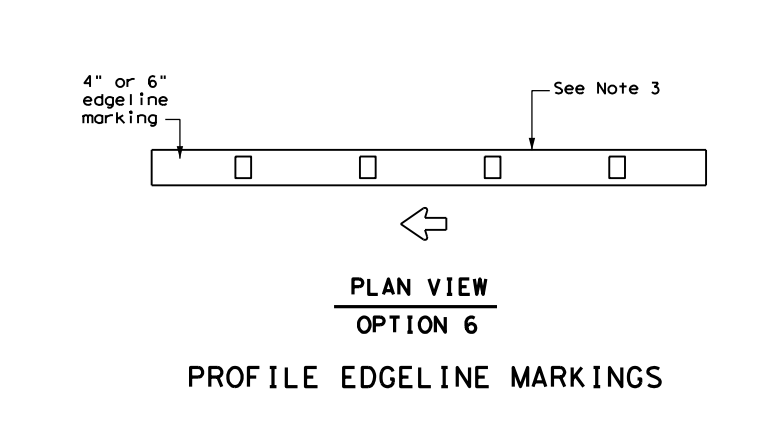 4" or 6"
edgeline
marking
See Note 3
PLAN VIEW
OPTION 6
PROFILE EDGELINE MARKINGS